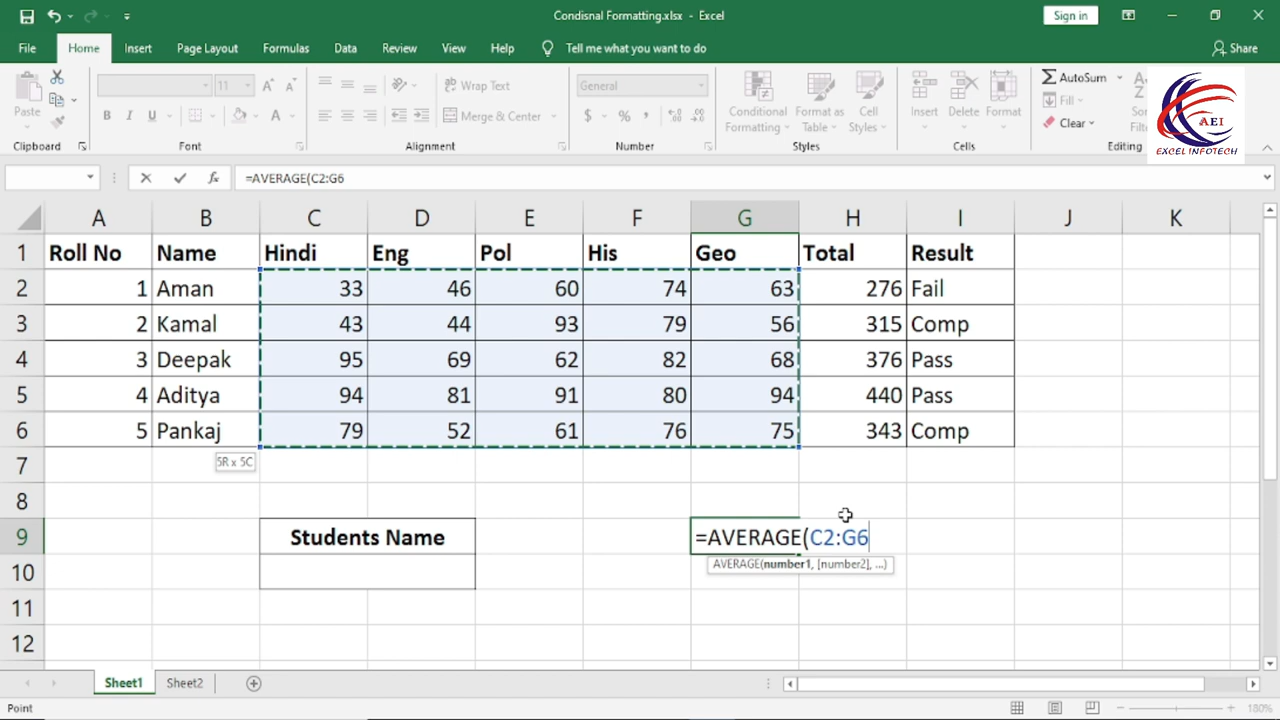 Condisnal Formatting.xlsx - Excel
Sign in
File Home Insert Page Layout Formulas Data Review View Help Tell me what you want to do Share
Paste
11 A A
B I U A
Wrap Text
Merge & Center
General
$ % ,
Conditional Formatting
Format as Table
Cell Styles
Insert Delete Format
AutoSum
Fill
Clear
AEI
EXCEL INFOTECH
Clipboard Font Alignment Number Styles Cells Editing
fx =AVERAGE(C2:G6
A B C D E F G H I J K
1 Roll No Name Hindi Eng Pol His Geo Total Result
2 1 Aman 33 46 60 74 63 276 Fail
3 2 Kamal 43 44 93 79 56 315 Comp
4 3 Deepak 95 69 62 82 68 376 Pass
5 4 Aditya 94 81 91 80 94 440 Pass
6 5 Pankaj 79 52 61 76 75 343 Comp
7 5R x 5C
8
9 Students Name =AVERAGE(C2:G6
AVERAGE(number1, [number2], ...)
10
11
12
Sheet1 Sheet2
Point 180%